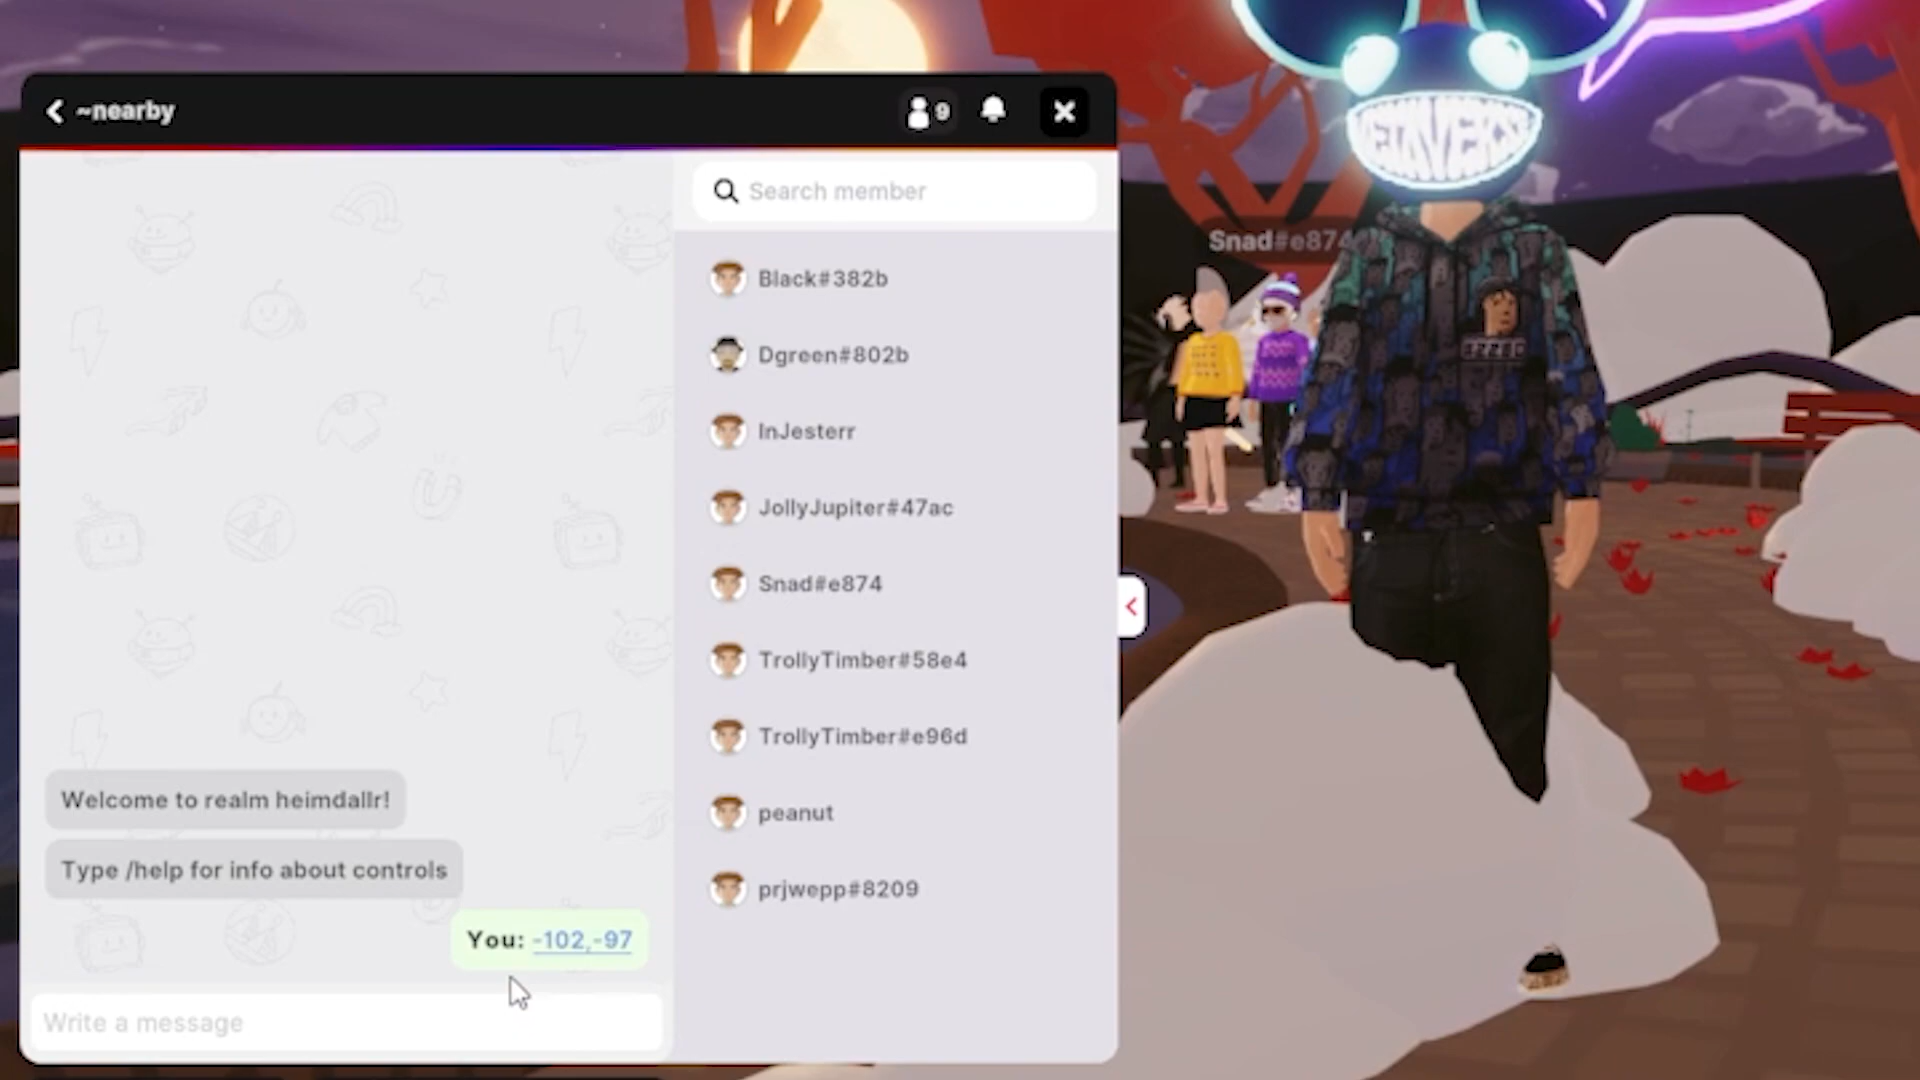 ~nearby
9
Search member
Black#382b
Dgreen#802b
InJesterr
JollyJupiter#47ac
Snad#e874
TrollyTimber#58e4
TrollyTimber#e96d
peanut
prjwepp#8209
Welcome to realm heimdallr!
Type /help for info about controls
You: -102,-97
Write a message
Snad#e874